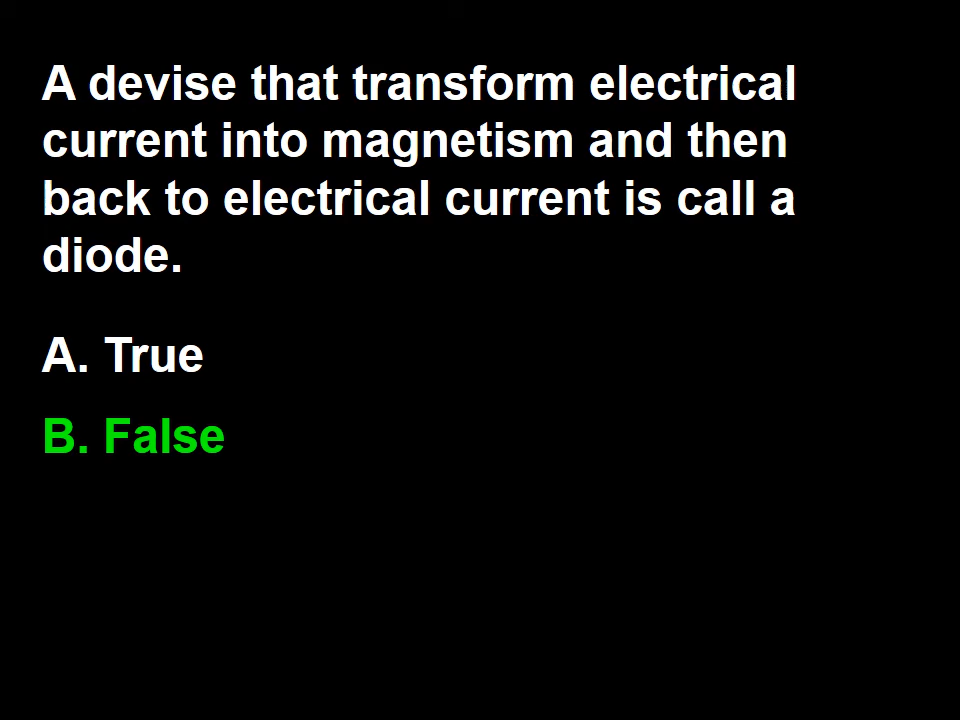 A devise that transform electrical
current into magnetism and then
back to electrical current is call a
diode.
A. True
B. False